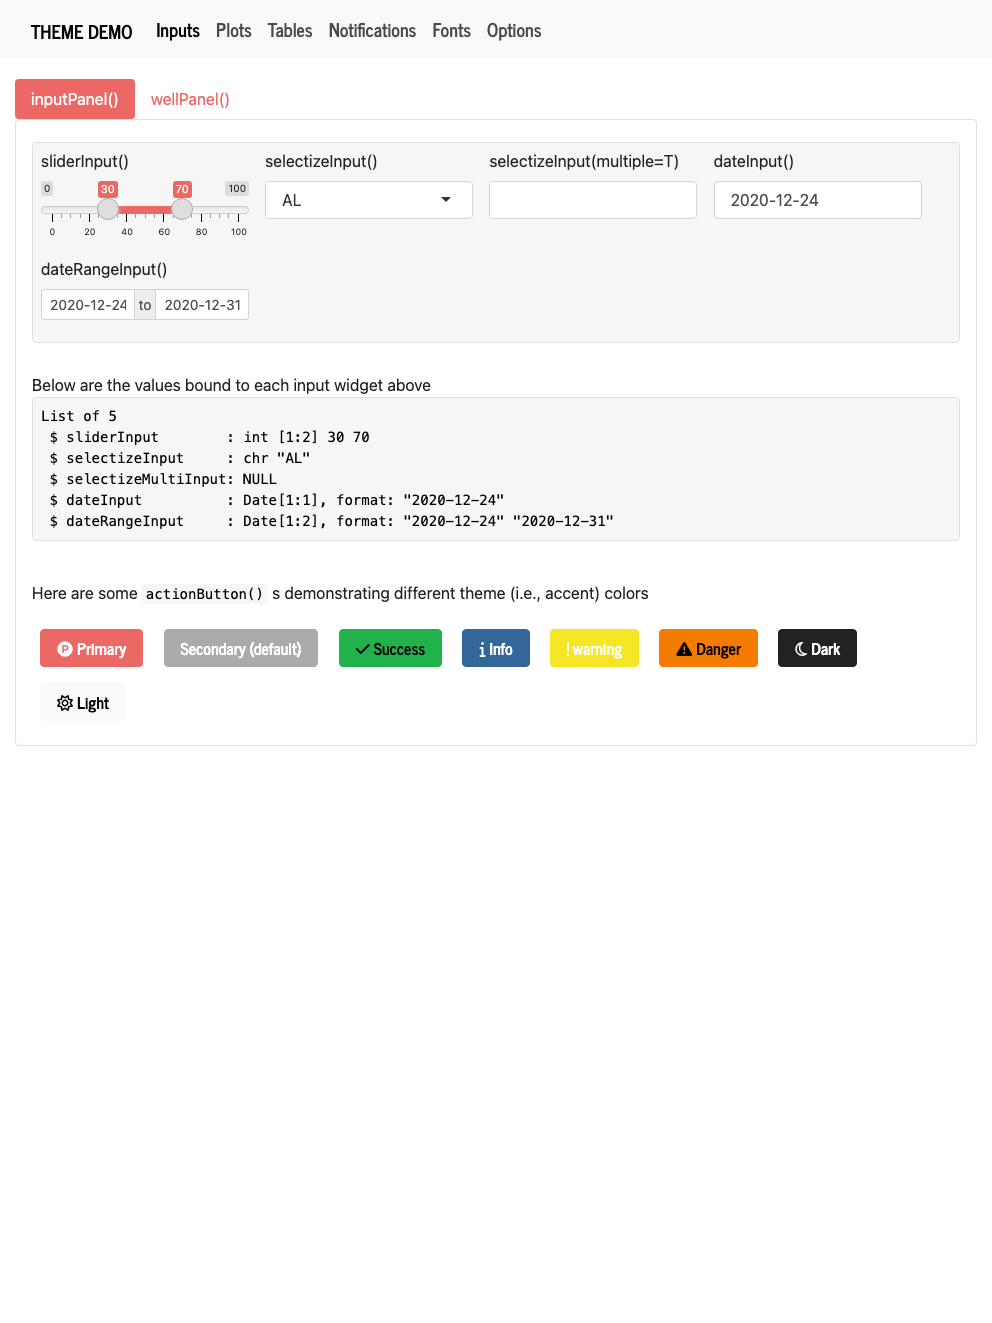 THEME DEMO Inputs Plots Tables Notifications Fonts Options
inputPanel() wellPanel()
sliderInput() selectizeInput() selectizeInput(multiple=T) dateInput()
0 30 70 100
AL 2020-12-24
0 20 40 60 80 100
dateRangeInput()
2020-12-24 to 2020-12-31
Below are the values bound to each input widget above
List of 5
 $ sliderInput        : int [1:2] 30 70
 $ selectizeInput     : chr "AL"
 $ selectizeMultiInput: NULL
 $ dateInput          : Date[1:1], format: "2020-12-24"
 $ dateRangeInput     : Date[1:2], format: "2020-12-24" "2020-12-31"
Here are some actionButton() s demonstrating different theme (i.e., accent) colors
Primary Secondary (default) Success Info warning Danger Dark
Light